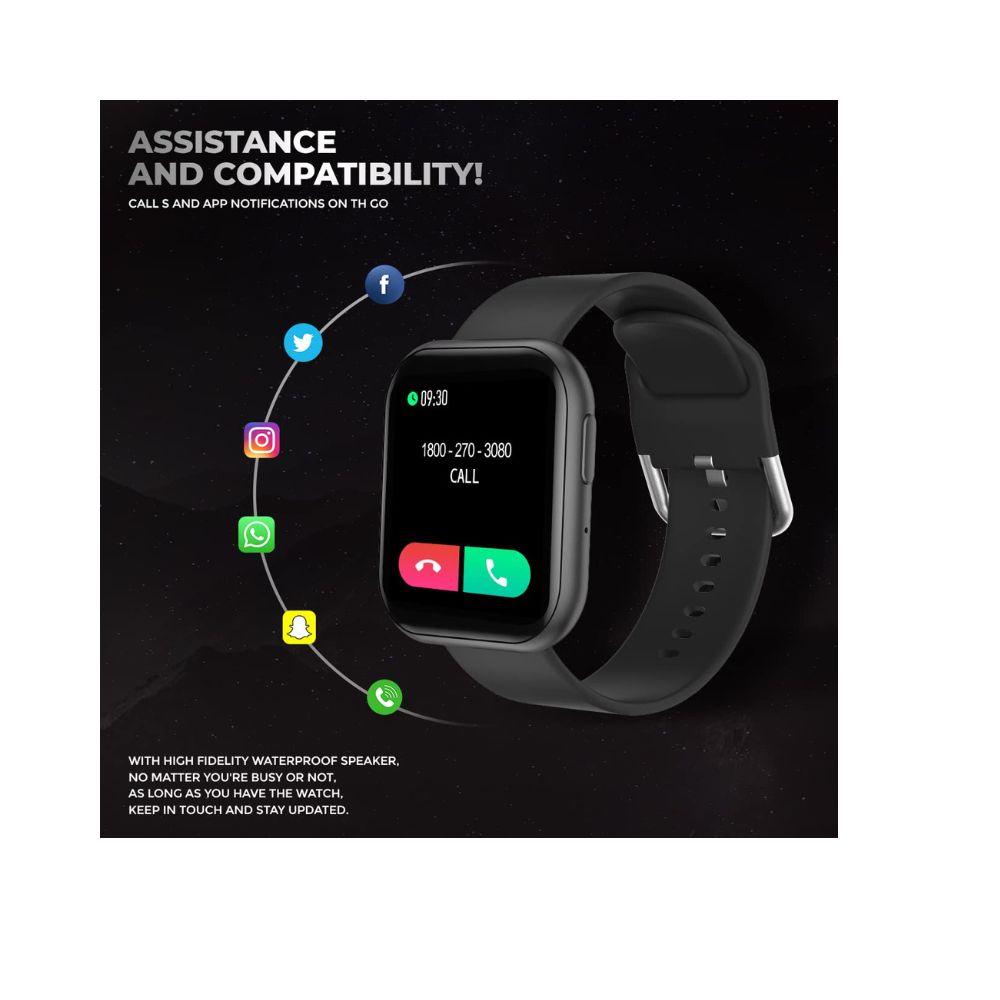 ASSISTANCE
AND COMPATIBILITY!
CALL S AND APP NOTIFICATIONS ON TH GO
f
09:30
1800 - 270 - 3080
CALL
WITH HIGH FIDELITY WATERPROOF SPEAKER,
NO MATTER YOU'RE BUSY OR NOT,
AS LONG AS YOU HAVE THE WATCH,
KEEP IN TOUCH AND STAY UPDATED.